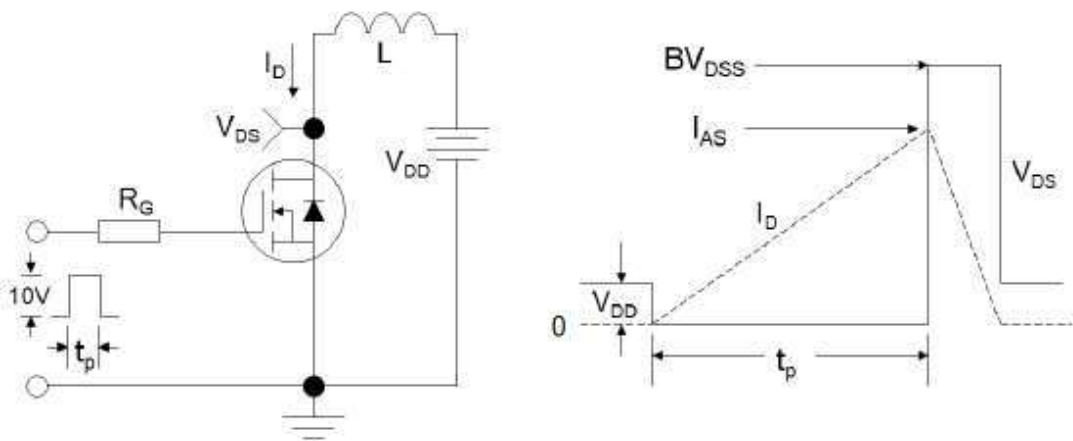 L
I_D
V_DS
V_DD
R_G
10V
t_p
BV_DSS
I_AS
V_DS
I_D
V_DD
0
t_p